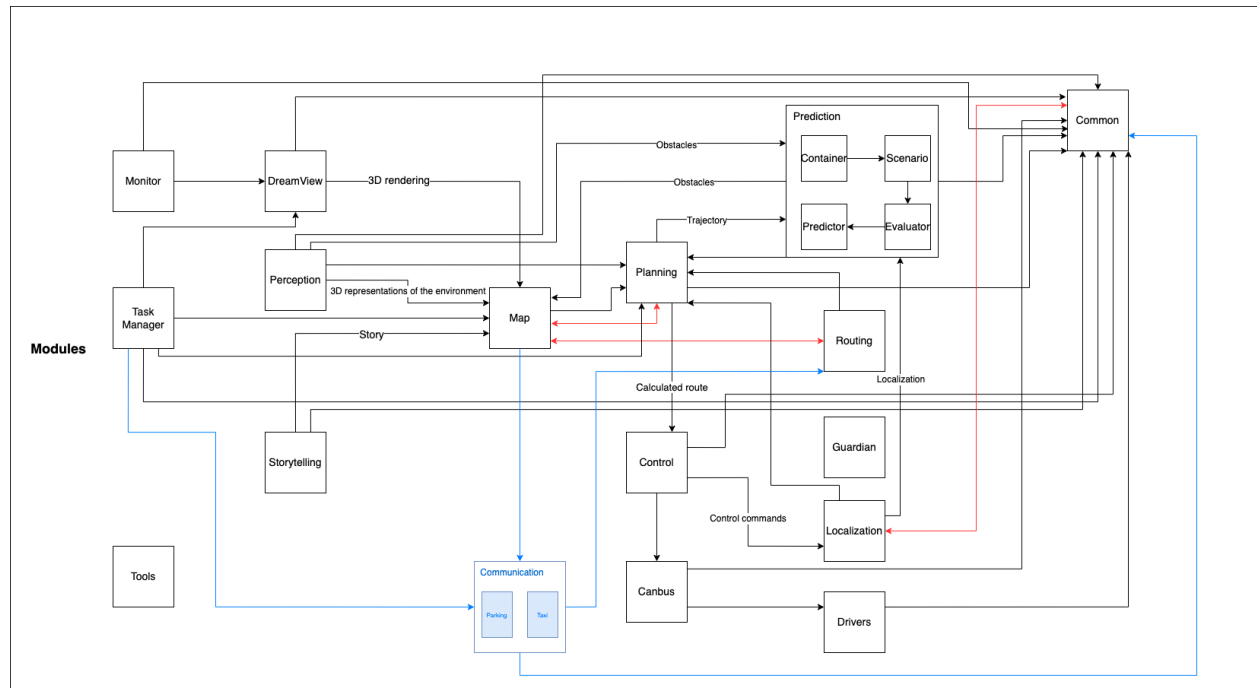 Prediction
Common
Obstacles
Container
Scenario
Monitor
DreamView
3D rendering
Obstacles
Trajectory
Predictor
Evaluator
Perception
Planning
3D representations of the environment
Task
Manager
Map
Story
Routing
Modules
Localization
Calculated route
Guardian
Storytelling
Control
Control commands
Localization
Communication
Tools
Canbus
Parking
Taxi
Drivers